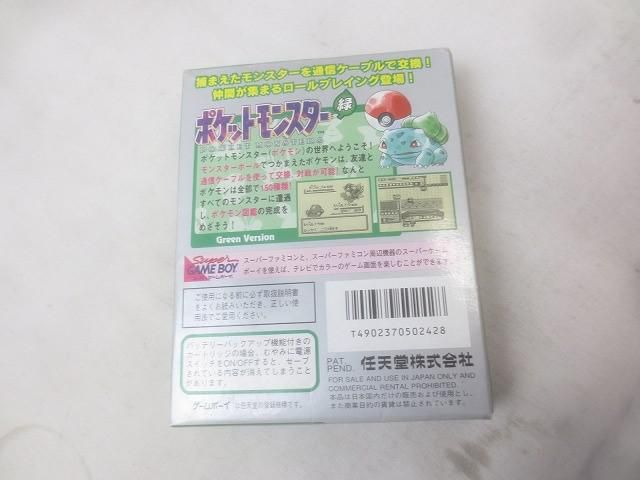 捕まえたモンスターを通信ケーブルで交換！
仲間が集まるロールプレイング登場！
ポケットモンスター
緑
TM
POCKET MONSTERS
ポケットモンスター(ポケモン)の世界へようこそ!
モンスターボールでつかまえたポケモンは、友達と
通信ケーブルを使って交換、対戦が可能! なんと
ポケモンは全部で150種類!
すべてのモンスターに遭遇
し、ポケモン図鑑の完成を
めざそう!
Green Version
Super
GAME BOY
ゲームボーイ
スーパーファミコンと、スーパーファミコン周辺機器のスーパーゲーム
ボーイを使えば、テレビでカラーのゲーム画面を楽しむことができます。
ご使用になる前に必ず取扱説明書
をよくお読みいただき、正しい使
用法でご愛用ください。
T4902370502428
バッテリーバックアップ機能付きの
カートリッジの場合、むやみに電源
スイッチをON/OFFすると、セーブ
されている内容が消えてしまうこと
があります。
PAT.
PEND.
任天堂株式会社
FOR SALE AND USE IN JAPAN ONLY AND
COMMERCIAL RENTAL PROHIBITED.
本品は日本国内だけの販売および使用とし、
また商業目的の賃貸は禁止されています。
ゲームボーイは任天堂の登録商標です。